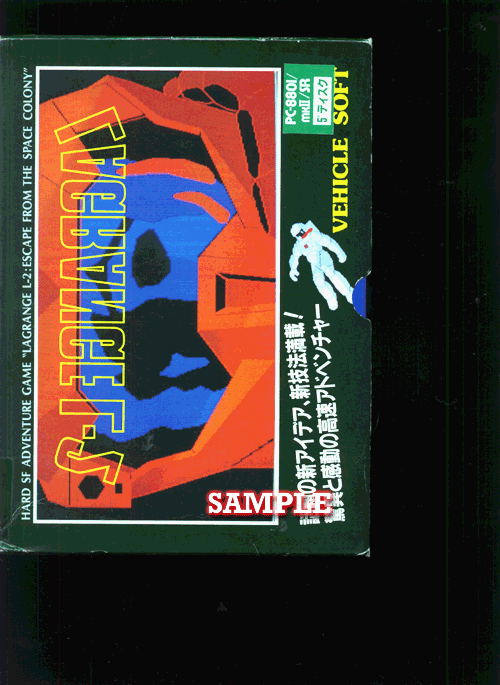 HARD SF ADVENTURE GAME "LAGRANGE L-2:ESCAPE FROM THE SPACE COLONY"
LAGRANGE L-2
PC-8801/
mkII/SR
5"ディスク
の新アイデア、新技法満載!
と感動の高速アドベンチャー
VEHICLE SOFT
SAMPLE